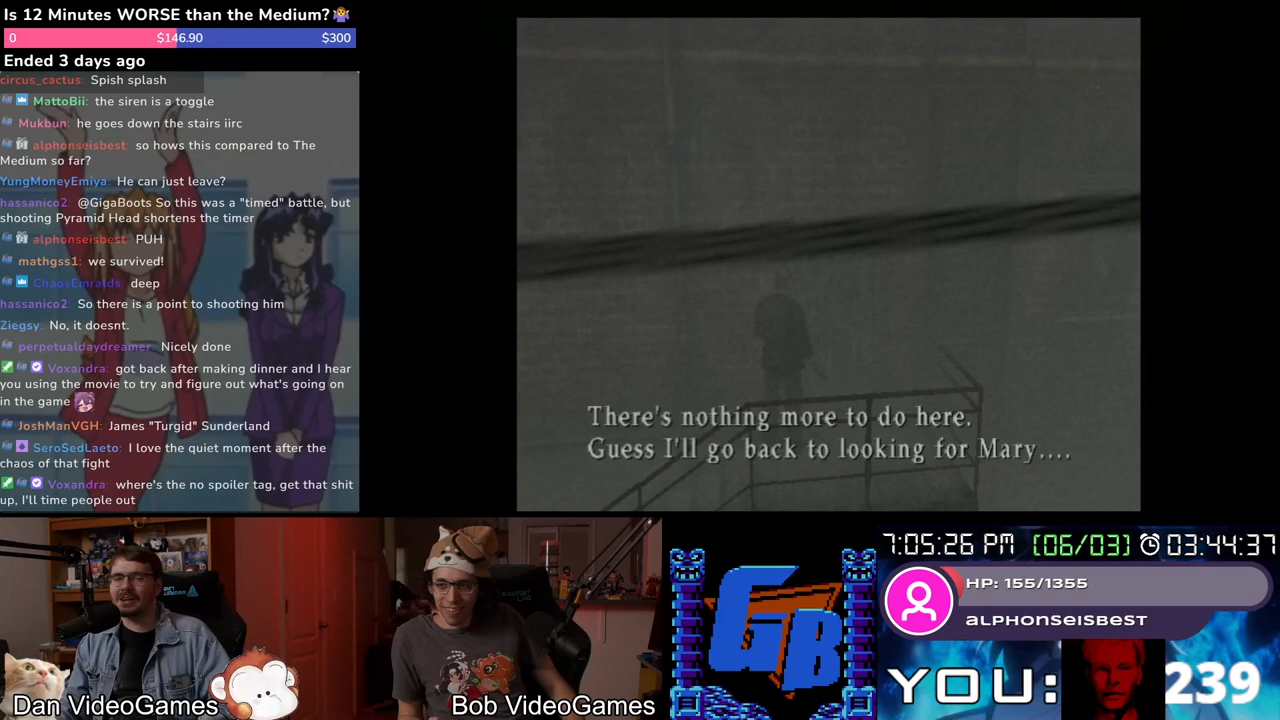 Is 12 Minutes WORSE than the Medium?🤷
0 $146.90 $300
Ended 3 days ago
circus_cactus: Spish splash
MattoBii: the siren is a toggle
Mukbun: he goes down the stairs iirc
alphonseisbest: so hows this compared to The
Medium so far?
YungMoneyEmiya: He can just leave?
hassanico2: @GigaBoots So this was a "timed" battle, but
shooting Pyramid Head shortens the timer
alphonseisbest: PUH
mathgss1: we survived!
ChaosEmralds: deep
hassanico2: So there is a point to shooting him
Ziegsy: No, it doesnt.
perpetualdaydreamer: Nicely done
Voxandra: got back after making dinner and I hear
you using the movie to try and figure out what's going on
in the game
JoshManVGH: James "Turgid" Sunderland
SeroSedLaeto: I love the quiet moment after the
chaos of that fight
Voxandra: where's the no spoiler tag, get that shit
up, I'll time people out
There's nothing more to do here.
Guess I'll go back to looking for Mary....
Dan VideoGames
Bob VideoGames
GB
7:05:26 PM [06/03] 03:44:37
HP: 155/1355
alphonseisbest
YOU: 239